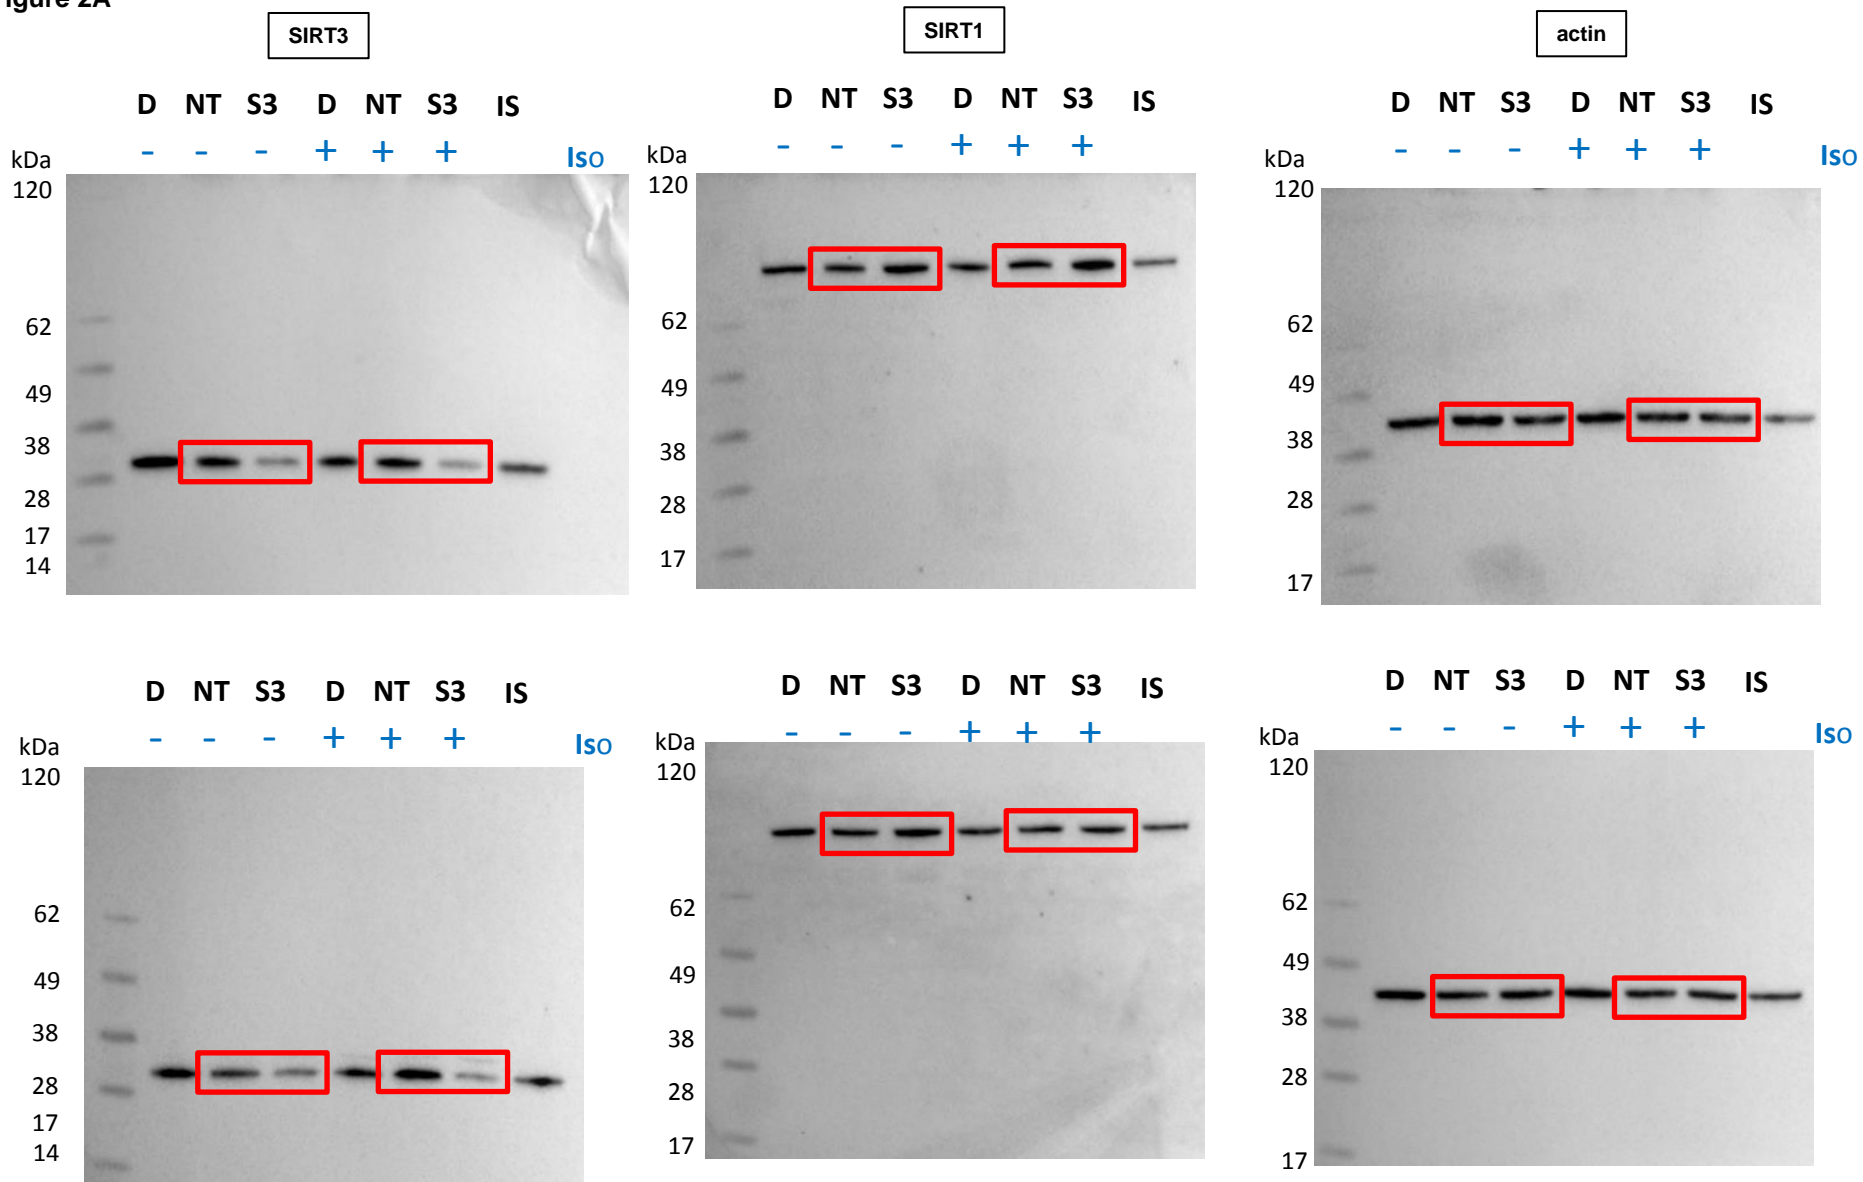 Figure 2A
SIRT3
D NT S3 D NT S3 IS
- - - + + + Iso
kDa
120
62
49
38
28
17
14
SIRT1
D NT S3 D NT S3 IS
- - - + + +
kDa
120
62
49
38
28
17
actin
D NT S3 D NT S3 IS
- - - + + + Iso
kDa
120
62
49
38
28
17
D NT S3 D NT S3 IS
- - - + + + Iso
kDa
120
62
49
38
28
17
14
D NT S3 D NT S3 IS
- - - + + +
kDa
120
62
49
38
28
17
D NT S3 D NT S3 IS
- - - + + + Iso
kDa
120
62
49
38
28
17